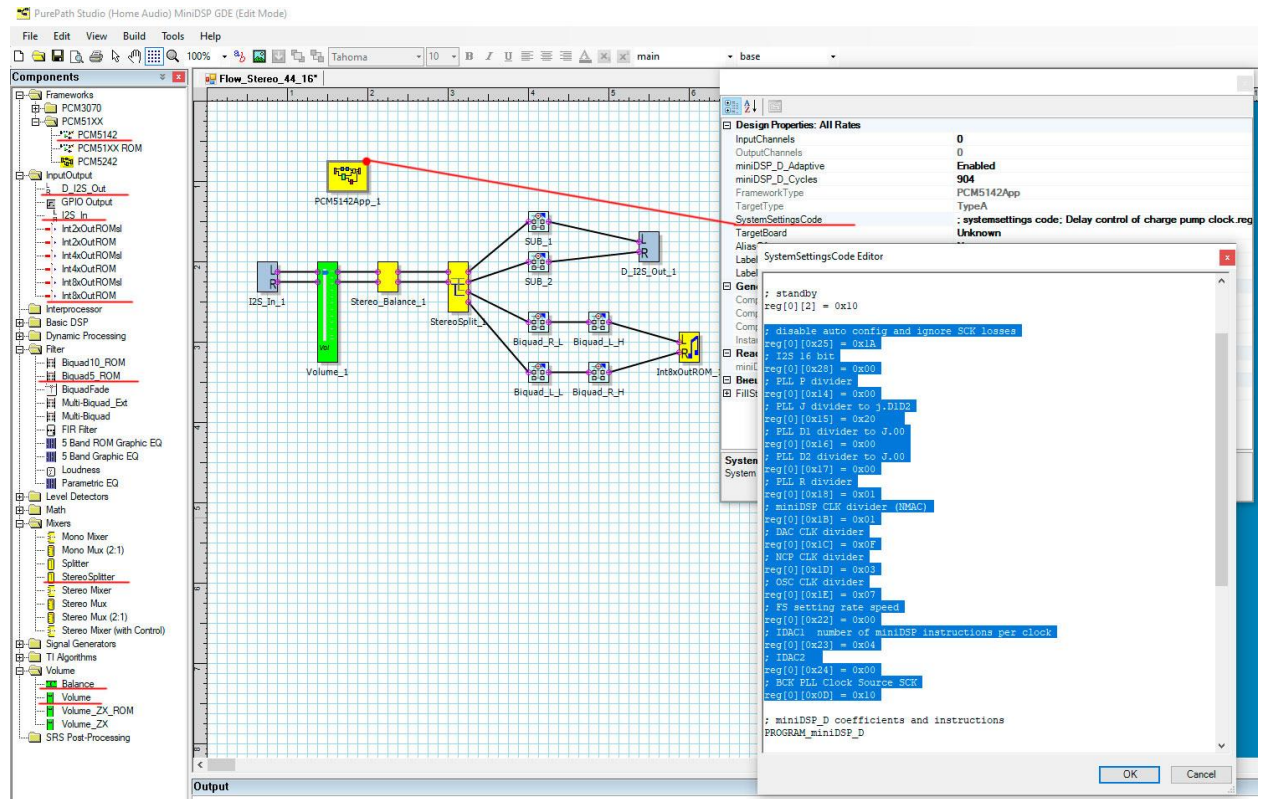 PurePath Studio (Home Audio) MiniDSP GDE (Edit Mode)
File Edit View Build Tools Help
100% Tahoma 10 B I U main base
Components
Flow_Stereo_44_16*
Frameworks
PCM3070
PCM51XX
PCM5142
PCM51XX ROM
PCM5242
InputOutput
D_I2S_Out
GPIO Output
I2S_In
Int2xOutROMsl
Int2xOutROM
Int4xOutROMsl
Int4xOutROM
Int8xOutROMsl
Int8xOutROM
Interprocessor
Basic DSP
Dynamic Processing
Filter
Biquad10_ROM
Biquad5_ROM
BiquadFade
Multi-Biquad_Ext
Multi-Biquad
FIR Filter
5 Band ROM Graphic EQ
5 Band Graphic EQ
Loudness
Parametric EQ
Level Detectors
Math
Mixers
Mono Mixer
Mono Mux (2:1)
Splitter
StereoSplitter
Stereo Mixer
Stereo Mux
Stereo Mux (2:1)
Stereo Mixer (with Control)
Signal Generators
TI Algorithms
Volume
Balance
Volume
Volume_ZX_ROM
Volume_ZX
SRS Post-Processing
1 2 3 4 5 6
2
3
4
5
6
7
8
PCM5142App_1
SUB_1
SUB_2
L
R
D_I2S_Out_1
L
R
I2S_In_1
Vol
Volume_1
Stereo_Balance_1
Biquad_R_L Biquad_L_H
Biquad_L_L Biquad_R_H
L
R
Output
Design Properties: All Rates
InputChannels 0
OutputChannels 0
miniDSP_D_Adaptive Enabled
miniDSP_D_Cycles 904
FrameworkType PCM5142App
TargetType TypeA
SystemSettingsCode ; systemsettings code; Delay control of charge pump clock.reg
TargetBoard Unknown
SystemSettingsCode Editor
; standby
reg[0][2] = 0x10
; disable auto config and ignore SCK losses
reg[0][0x25] = 0x1A
; I2S 16 bit
reg[0][0x28] = 0x00
; PLL P divider
reg[0][0x14] = 0x00
; PLL J divider to j.D1D2
reg[0][0x15] = 0x20
; PLL D1 divider to J.00
reg[0][0x16] = 0x00
; PLL D2 divider to J.00
reg[0][0x17] = 0x00
; PLL R divider
reg[0][0x18] = 0x01
; miniDSP CLK divider (NMAC)
reg[0][0x1B] = 0x01
; DAC CLK divider
reg[0][0x1C] = 0x0F
; NCP CLK divider
reg[0][0x1D] = 0x03
; OSC CLK divider
reg[0][0x1E] = 0x07
; FS setting rate speed
reg[0][0x22] = 0x00
; IDAC1 number of miniDSP instructions per clock
reg[0][0x23] = 0x04
; IDAC2
reg[0][0x24] = 0x00
; BCK PLL Clock Source SCK
reg[0][0x0D] = 0x10
; miniDSP_D coefficients and instructions
PROGRAM_miniDSP_D
OK Cancel